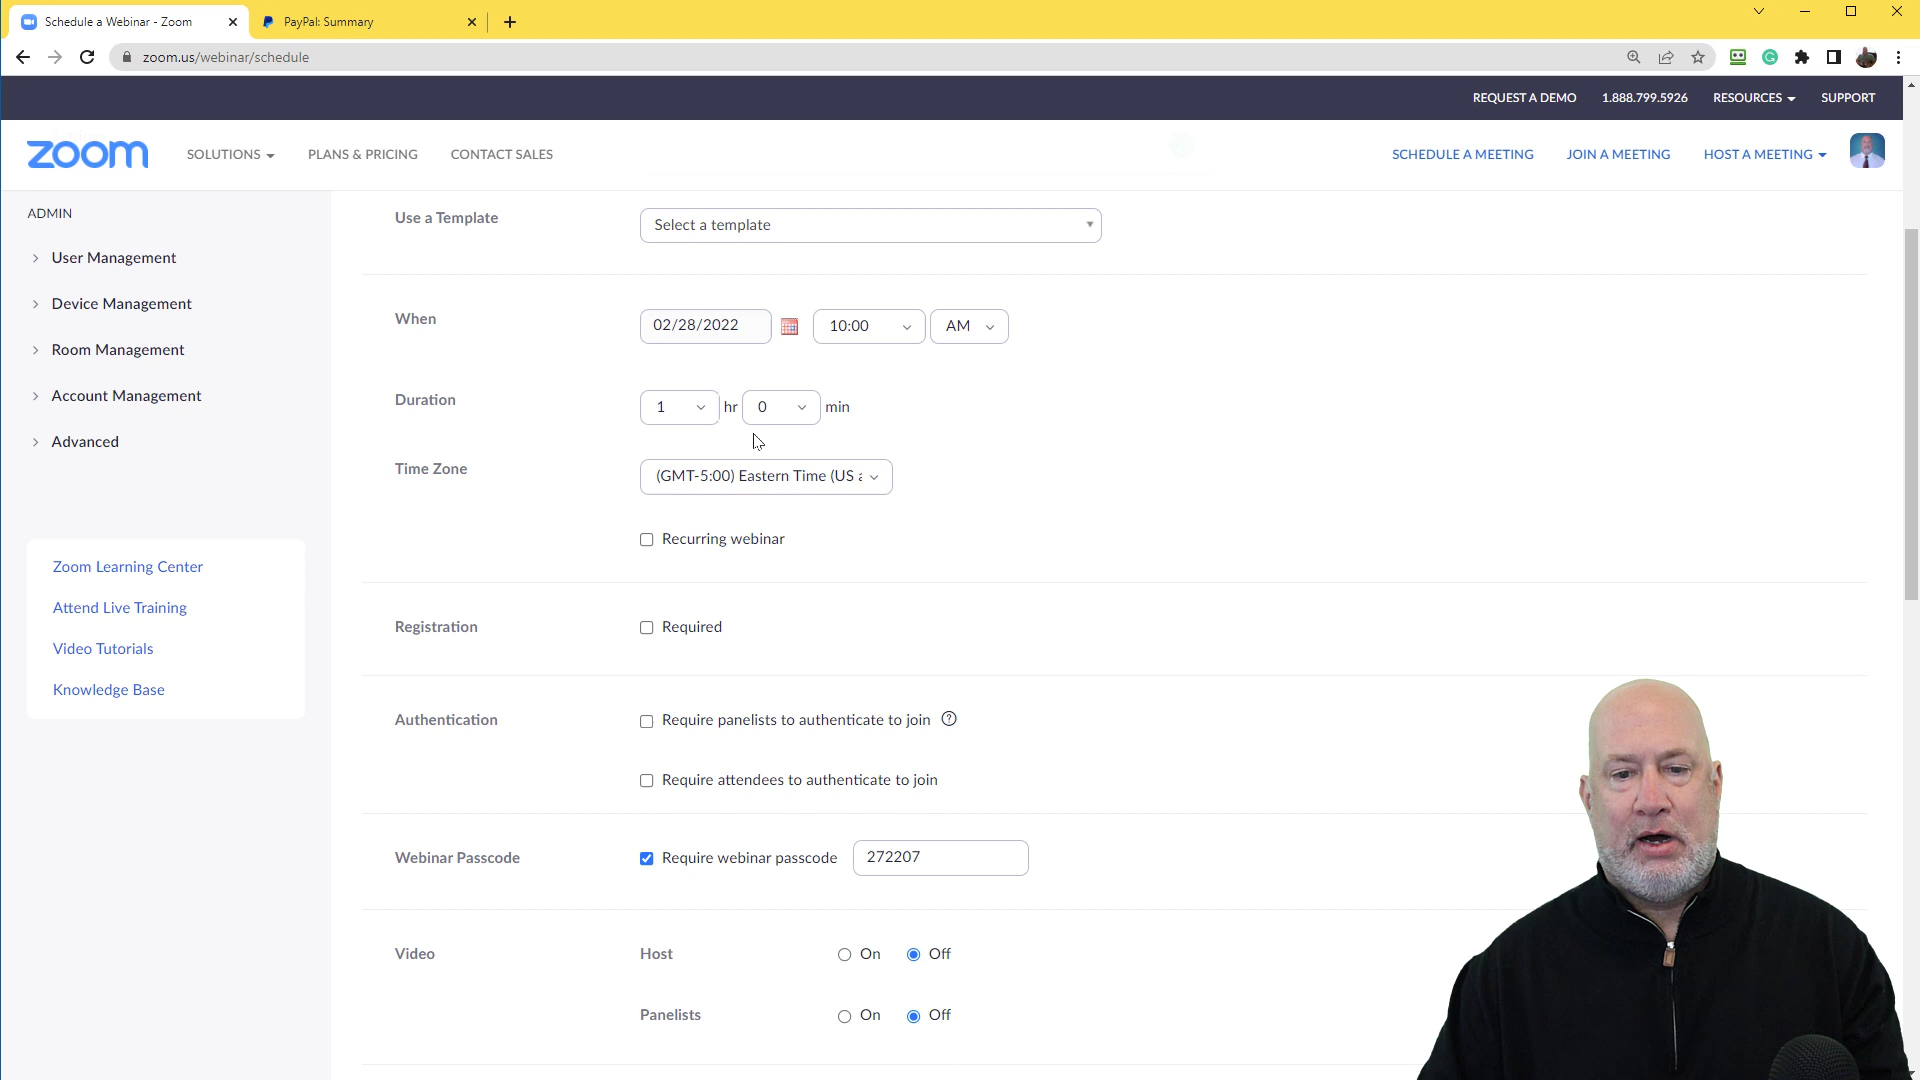 Schedule a Webinar - Zoom
PayPal: Summary
zoom.us/webinar/schedule
REQUEST A DEMO 1.888.799.5926 RESOURCES SUPPORT
zoom SOLUTIONS PLANS & PRICING CONTACT SALES SCHEDULE A MEETING JOIN A MEETING HOST A MEETING
ADMIN
User Management
Device Management
Room Management
Account Management
Advanced
Zoom Learning Center
Attend Live Training
Video Tutorials
Knowledge Base
Use a Template Select a template
When 02/28/2022 10:00 AM
Duration 1 hr 0 min
Time Zone (GMT-5:00) Eastern Time (US a
Recurring webinar
Registration Required
Authentication Require panelists to authenticate to join ?
Require attendees to authenticate to join
Webinar Passcode Require webinar passcode 272207
Video Host On Off
Panelists On Off